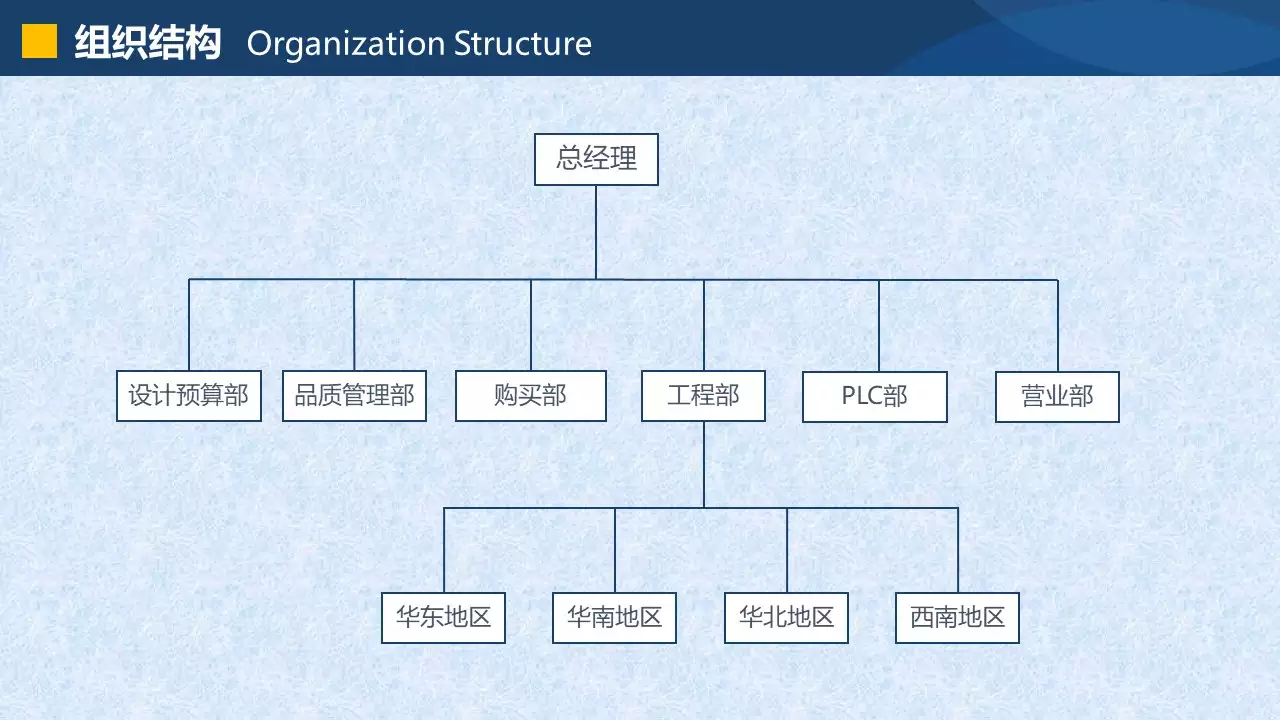 组织结构 Organization Structure
总经理
设计预算部 品质管理部 购买部 工程部 PLC部 营业部
华东地区 华南地区 华北地区 西南地区